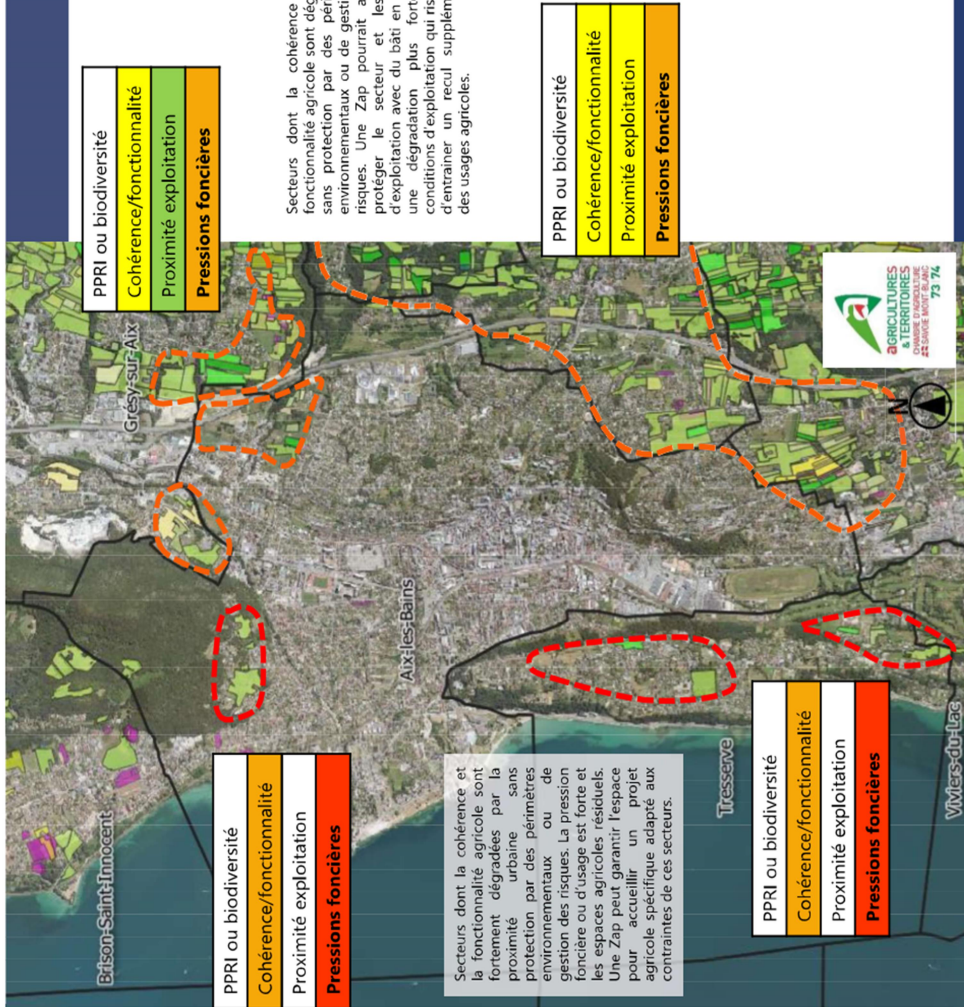 PPRI ou biodiversité
Cohérence/fonctionnalité
Proximité exploitation
Pressions foncières
Brison-Saint-Innocent
Grésy-sur-Aix
Secteurs dont la cohérence
fonctionnalité agricole sont
sans protection par des
environnementaux ou de
risques. Une Zap pourrait
protéger le secteur et les
d'exploitation avec du bâti en
une dégradation plus
conditions d'exploitation qui
d'entrainer un recul
des usages agricoles.
Aix-les-Bains
Secteurs dont la cohérence et
la fonctionnalité agricole sont
fortement dégradées par la
proximité urbaine sans
protection par des périmètres
environnementaux ou de
gestion des risques. La pression
foncière ou d'usage est forte et
les espaces agricoles résiduels.
Une Zap peut garantir l'espace
pour accueillir un projet
agricole spécifique adapté aux
contraintes de ces secteurs.
PPRI ou biodiversité
Cohérence/fonctionnalité
Proximité exploitation
Pressions foncières
PPRI ou biodiversité
Cohérence/fonctionnalité
Proximité exploitation
Pressions foncières
Tresserve
PPRI ou biodiversité
Cohérence/fonctionnalité
Proximité exploitation
Pressions foncières
Viviers-du-Lac
N
aGRICULTURES
& TERRITOIRES
CHAMBRE D'AGRICULTURE
SAVOIE MONT-BLANC
73 74